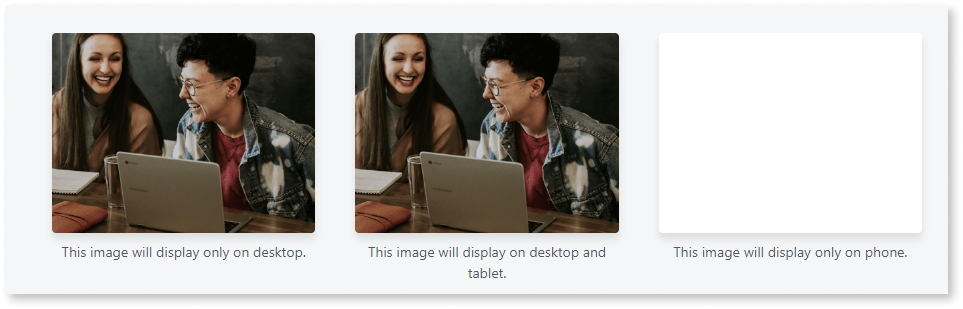 This image will display only on desktop.
This image will display on desktop and
tablet.
This image will display only on phone.